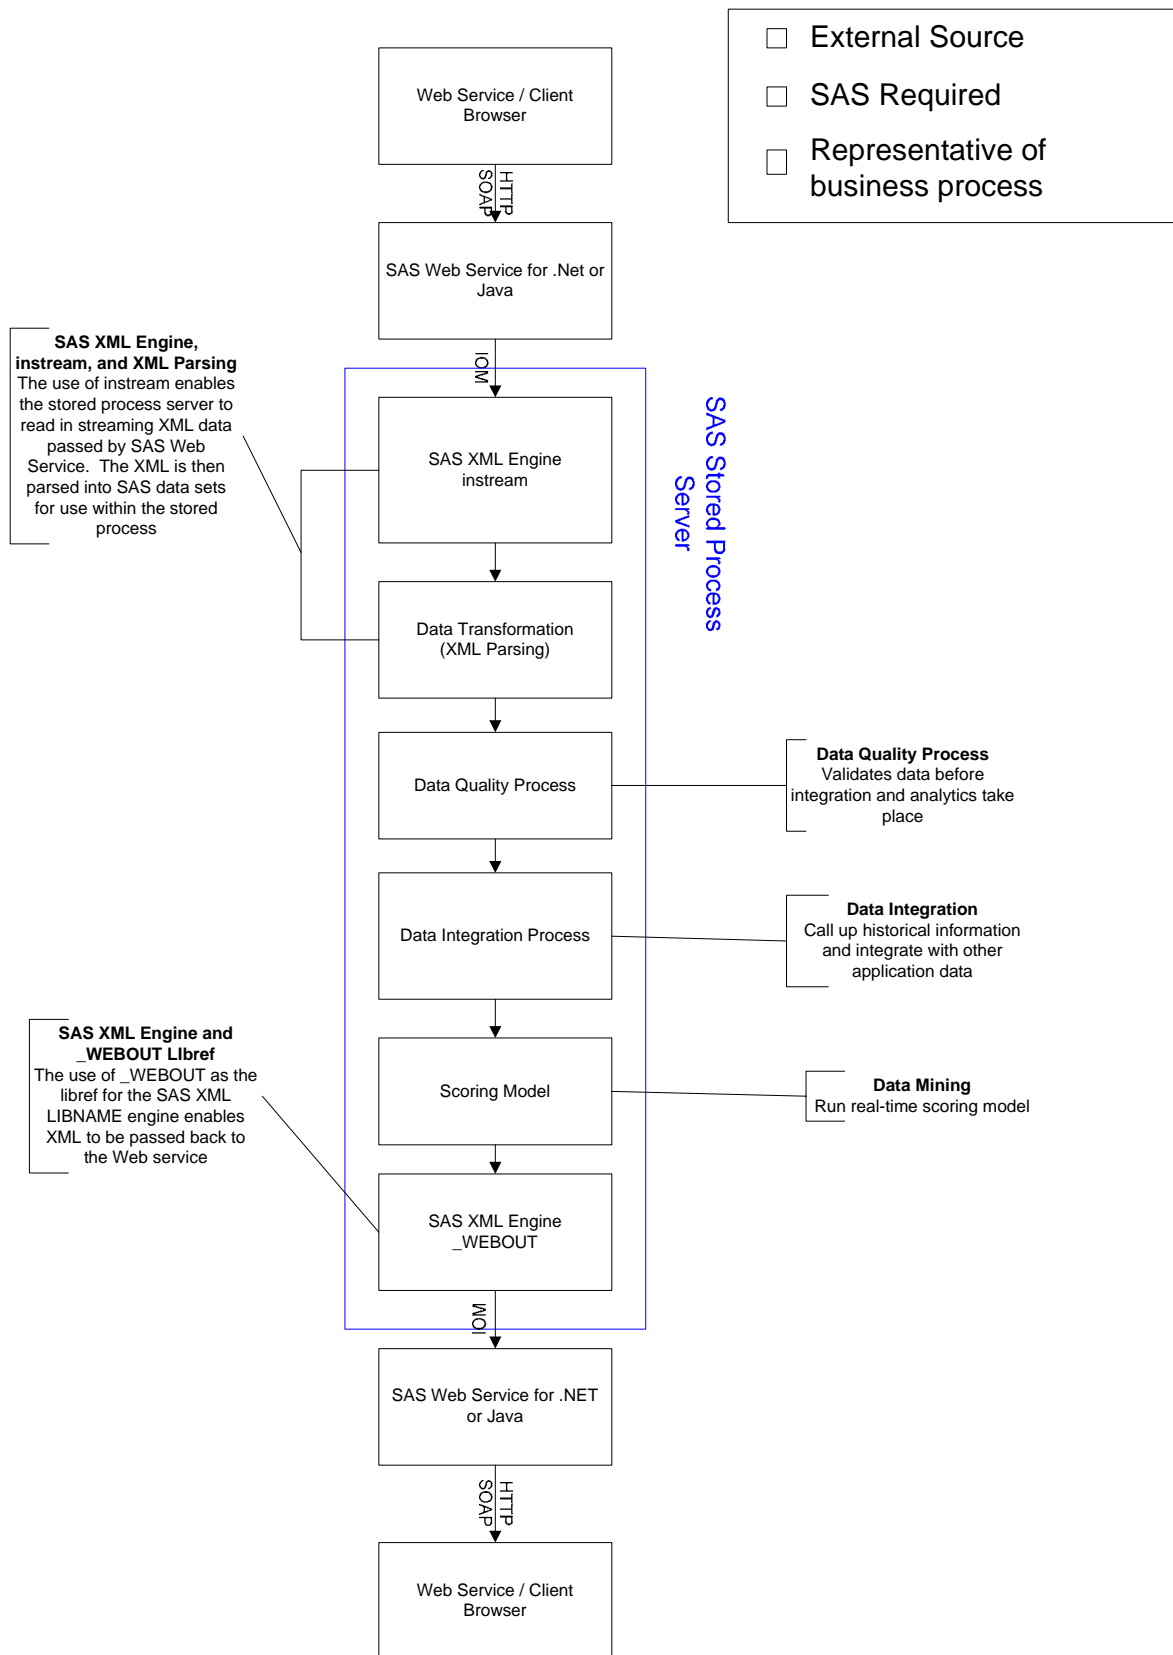 External Source
SAS Required
Representative of
business process
Web Service / Client
Browser
HTTP
SOAP
SAS Web Service for .Net or
Java
IOM
SAS Stored Process
Server
SAS XML Engine,
instream, and XML Parsing
The use of instream enables
the stored process server to
read in streaming XML data
passed by SAS Web
Service.  The XML is then
parsed into SAS data sets
for use within the stored
process
SAS XML Engine
instream
Data Transformation
(XML Parsing)
Data Quality Process
Data Quality Process
Validates data before
integration and analytics take
place
Data Integration Process
Data Integration
Call up historical information
and integrate with other
application data
SAS XML Engine and
_WEBOUT LIbref
The use of _WEBOUT as the
libref for the SAS XML
LIBNAME engine enables
XML to be passed back to
the Web service
Scoring Model
Data Mining
Run real-time scoring model
SAS XML Engine
_WEBOUT
IOM
SAS Web Service for .NET
or Java
HTTP
SOAP
Web Service / Client
Browser